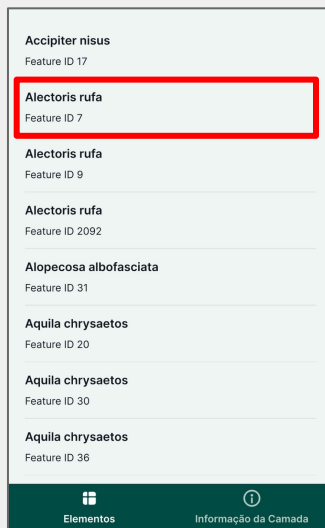 Accipiter nisus
Feature ID 17
Alectoris rufa
Feature ID 7
Alectoris rufa
Feature ID 9
Alectoris rufa
Feature ID 2092
Alopecosa albofasciata
Feature ID 31
Aquila chrysaetos
Feature ID 20
Aquila chrysaetos
Feature ID 30
Aquila chrysaetos
Feature ID 36
Elementos
Informação da Camada